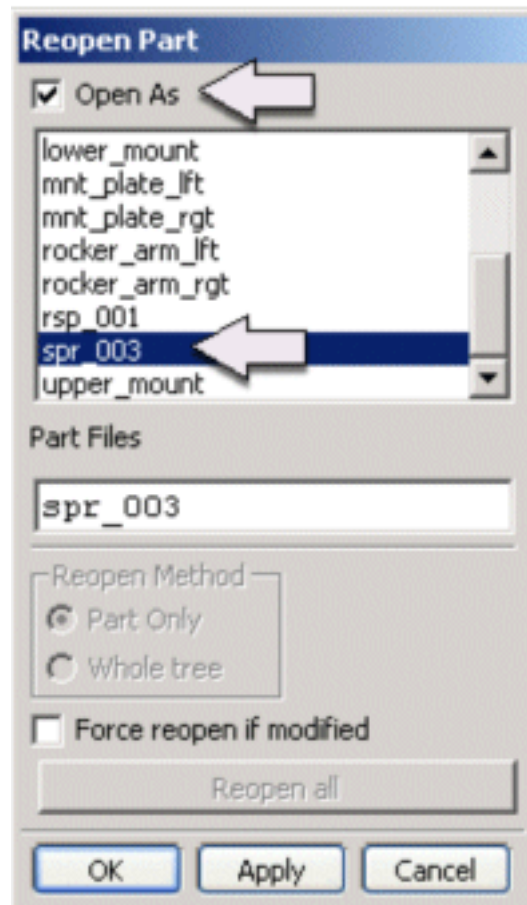 Reopen Part
Open As
lower_mount
mnt_plate_lft
mnt_plate_rgt
rocker_arm_lft
rocker_arm_rgt
rsp_001
spr_003
upper_mount
Part Files
spr_003
Reopen Method
Part Only
Whole tree
Force reopen if modified
Reopen all
OK Apply Cancel